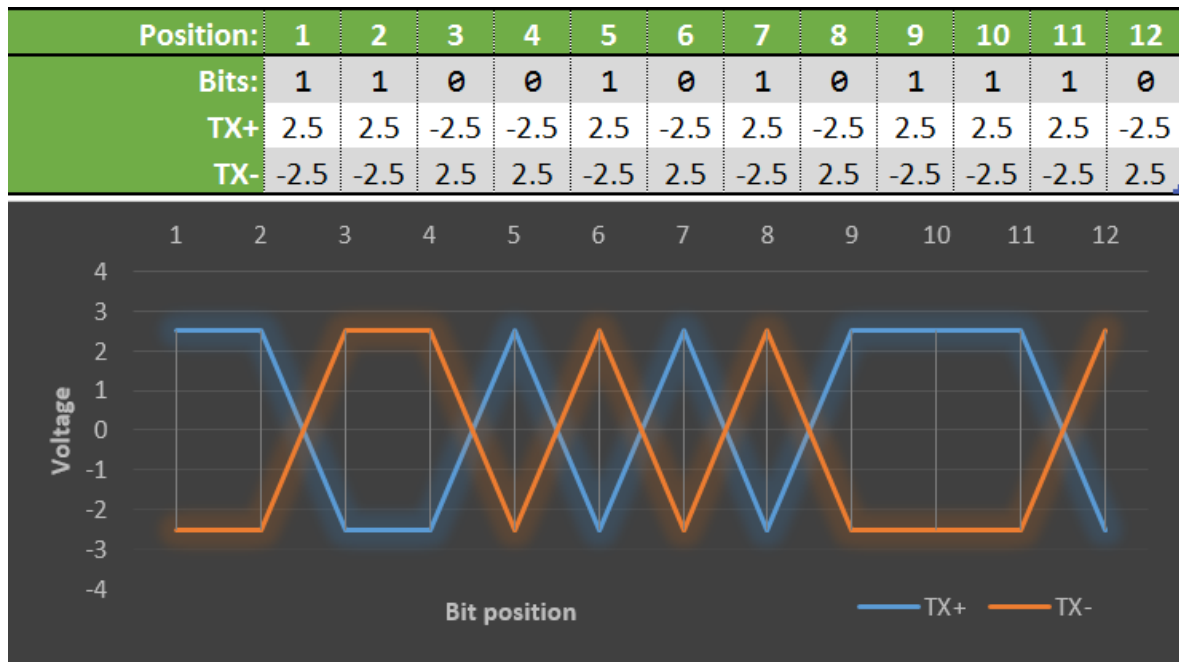 Position: 1 2 3 4 5 6 7 8 9 10 11 12
Bits: 1 1 0 0 1 0 1 0 1 1 1 0
TX+ 2.5 2.5 -2.5 -2.5 2.5 -2.5 2.5 -2.5 2.5 2.5 2.5 -2.5
TX- -2.5 -2.5 2.5 2.5 -2.5 2.5 -2.5 2.5 -2.5 -2.5 -2.5 2.5
1 2 3 4 5 6 7 8 9 10 11 12
4
3
2
1
0
-1
-2
-3
-4
Voltage
Bit position
TX+ TX-